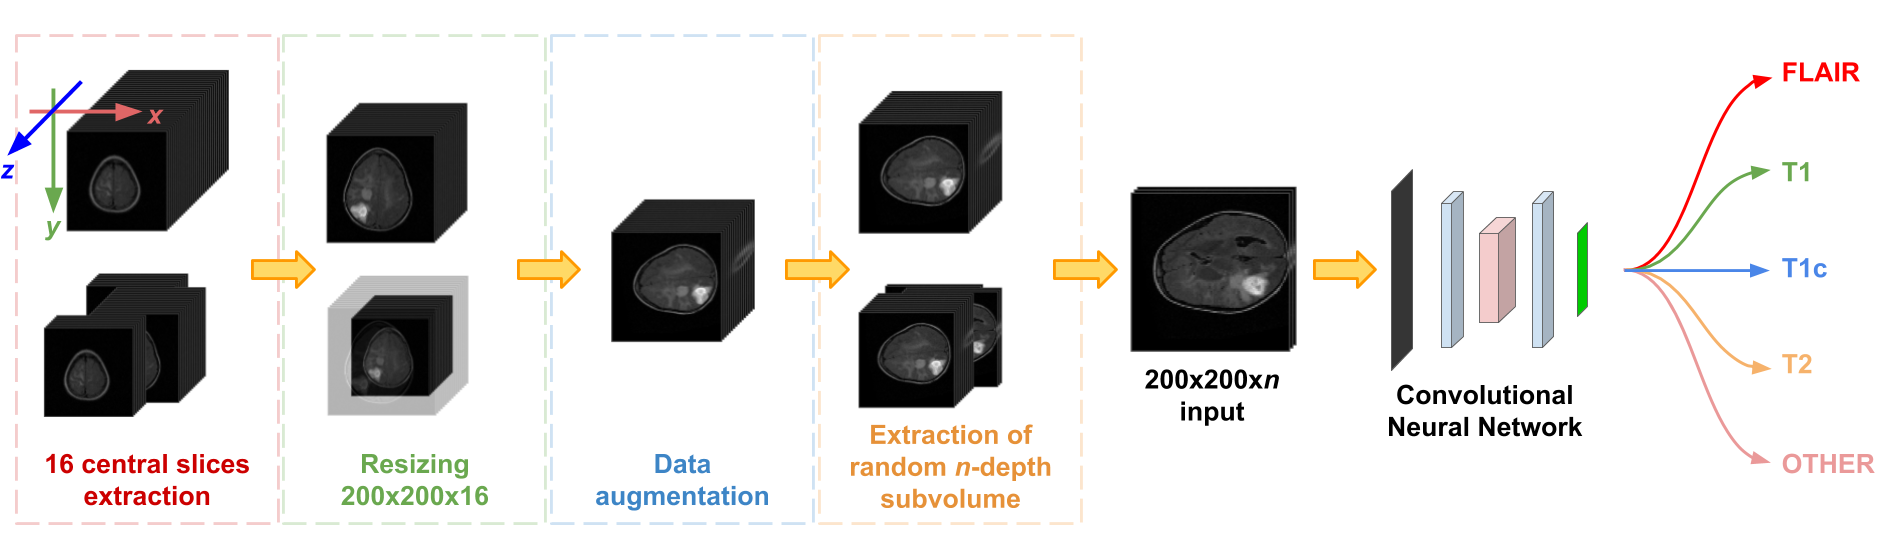 x
z
y
16 central slices
extraction
Resizing
200x200x16
Data
augmentation
Extraction of
random n-depth
subvolume
200x200xn
input
Convolutional
Neural Network
FLAIR
T1
T1c
T2
OTHER